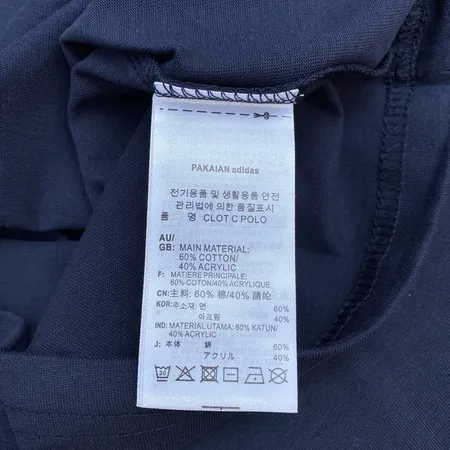 PAKAIAN adidas
전기용품 및 생활용품 안전
관리법에 의한 품질표시
품 명 CLOT C POLO
AU/
GB: MAIN MATERIAL:
60% COTTON/
40% ACRYLIC
F: MATIERE PRINCIPALE:
60% COTON/40% ACRYLIQUE
CN: 主料: 60% 棉/40% 腈纶
KOR: 주소재: 면 60%
아크릴 40%
IND: MATERIAL UTAMA: 60% KATUN/
40% ACRYLIC
J: 本体 綿 60%
アクリル 40%
30